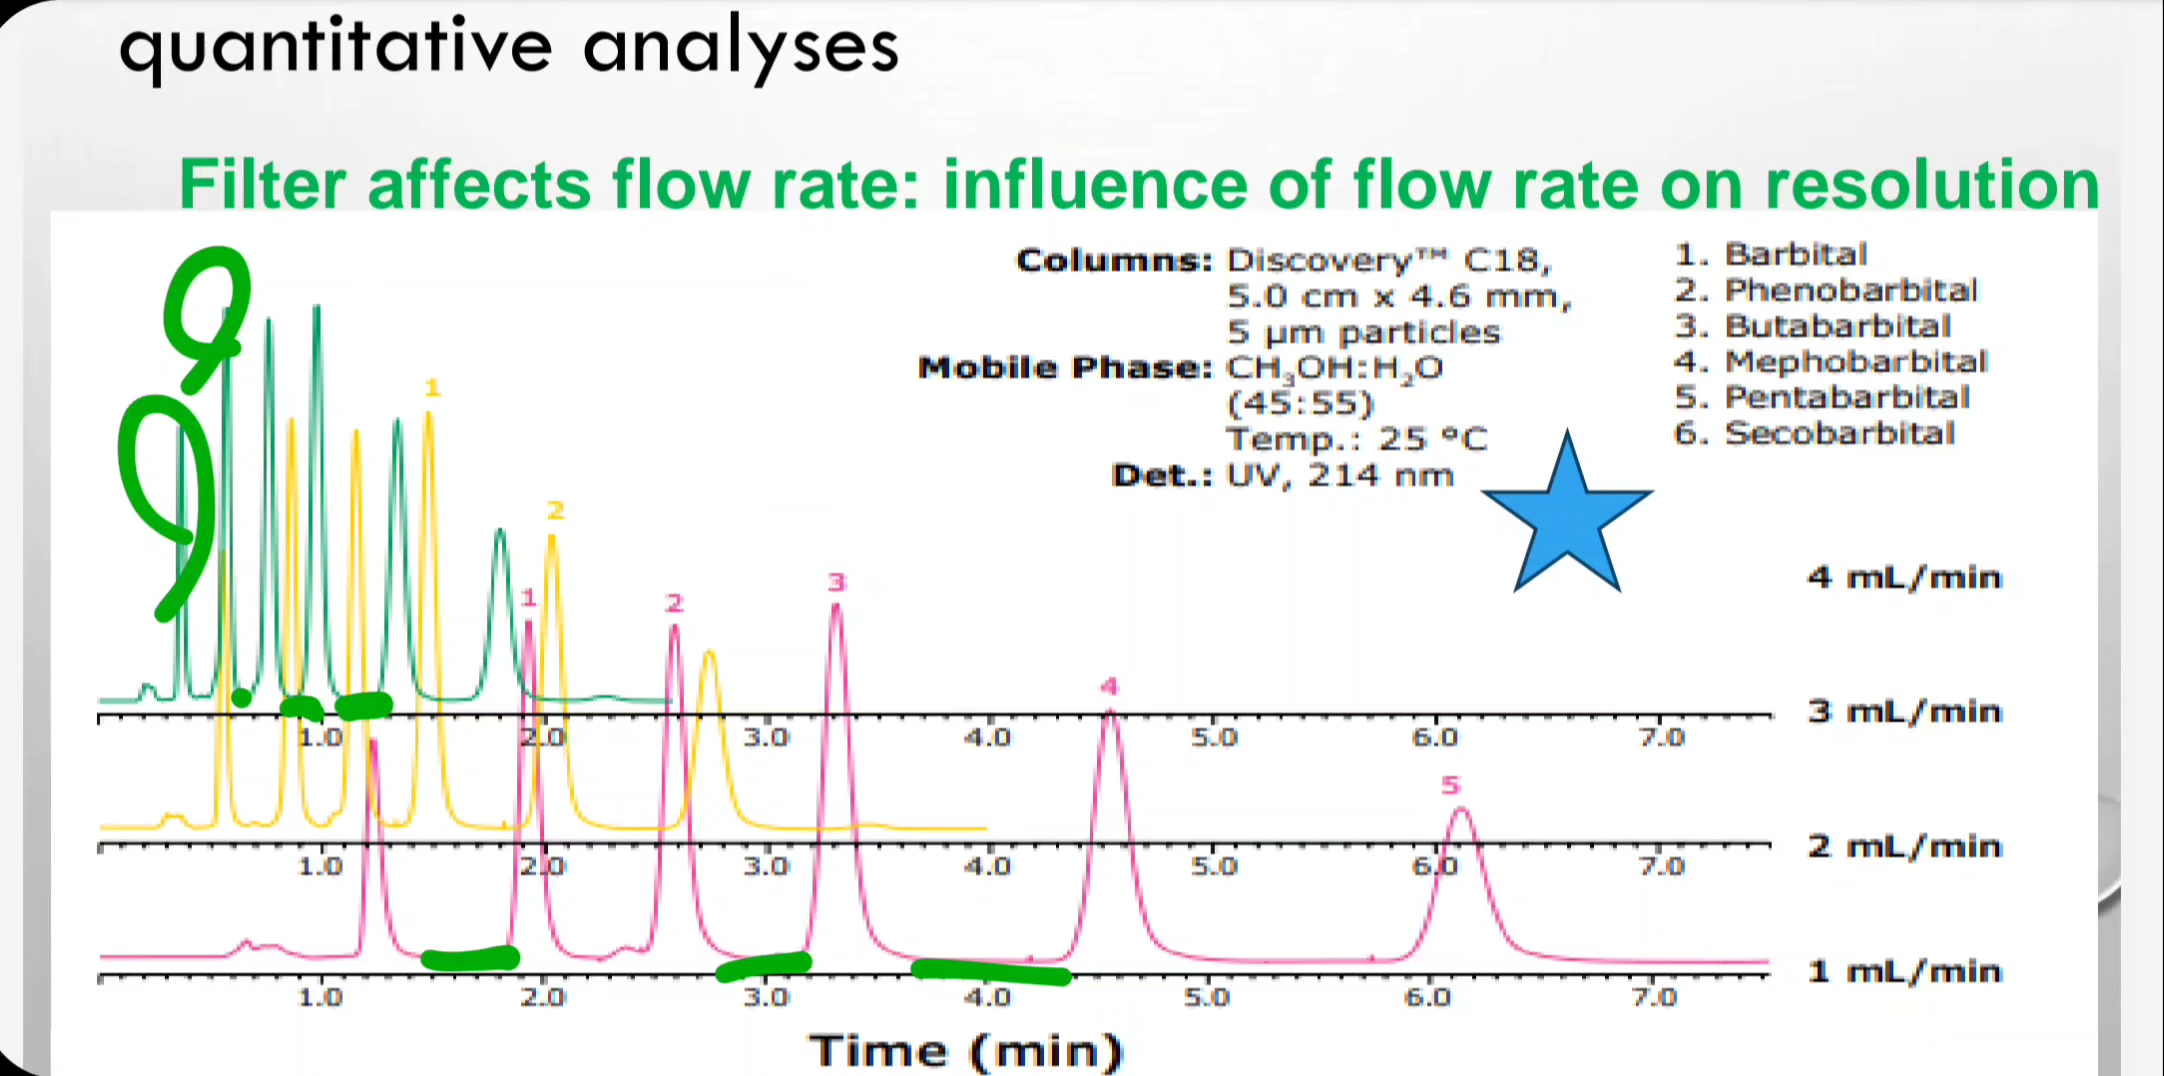 quantitative analyses
Filter affects flow rate: influence of flow rate on resolution
Columns: Discovery™ C18,
5.0 cm x 4.6 mm,
5 µm particles
Mobile Phase: CH₃OH:H₂O
(45:55)
Temp.: 25 °C
Det.: UV, 214 nm
1. Barbital
2. Phenobarbital
3. Butabarbital
4. Mephobarbital
5. Pentabarbital
6. Secobarbital
1
2
1
2
3
4
5
4 mL/min
3 mL/min
1.0 2.0 3.0 4.0 5.0 6.0 7.0
2 mL/min
1.0 2.0 3.0 4.0 5.0 6.0 7.0
1 mL/min
1.0 2.0 3.0 4.0 5.0 6.0 7.0
Time (min)